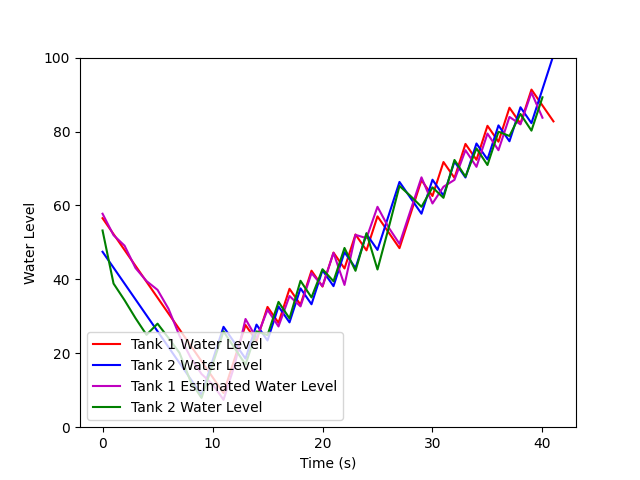 100
80
60
40
20
0
Water Level
Tank 1 Water Level
Tank 2 Water Level
Tank 1 Estimated Water Level
Tank 2 Water Level
0 10 20 30 40
Time (s)